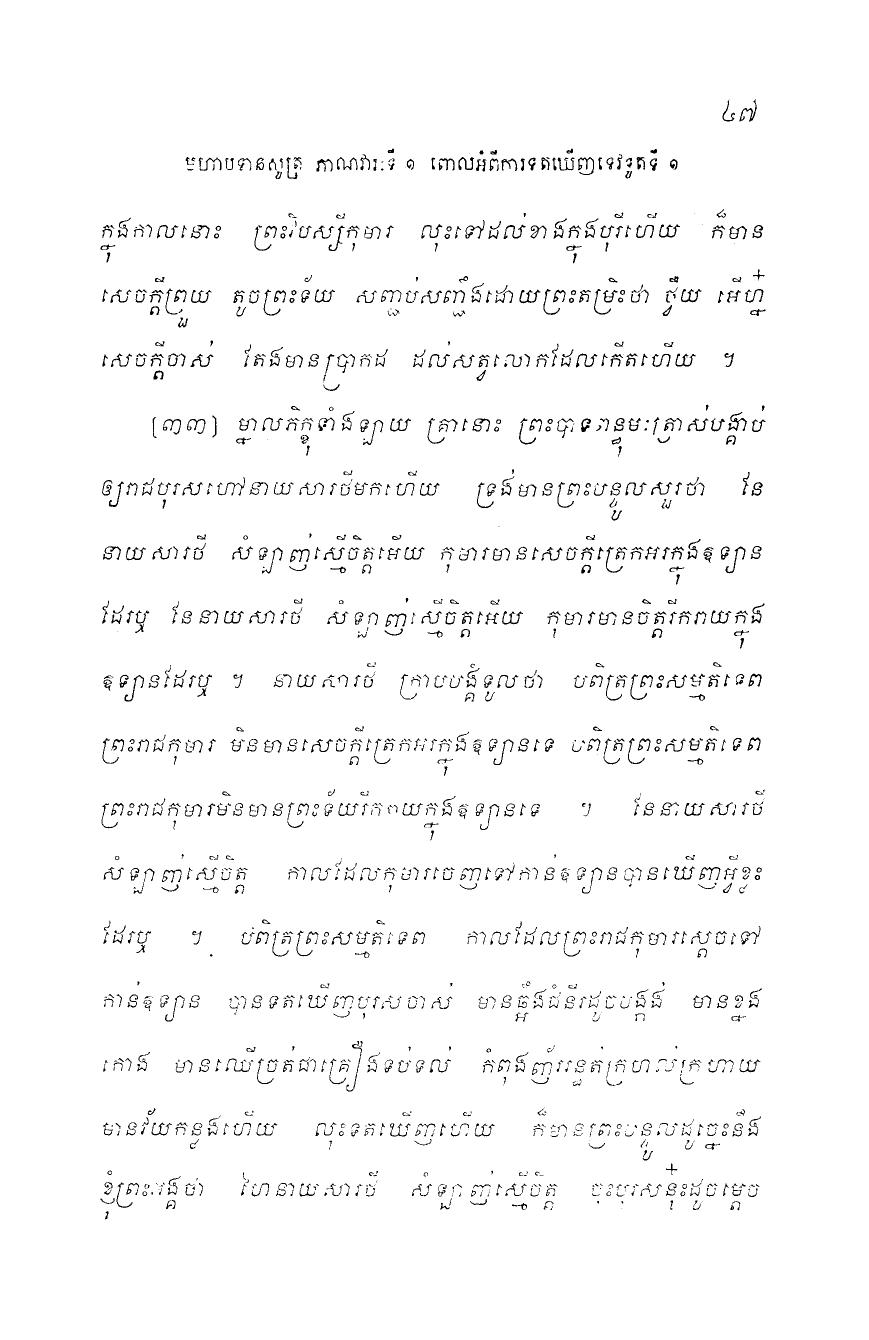 ៤៧
មហាបទានសូត្រ ភាណវារៈទី ១ ពោលអំពីការទតឃើញទេវទូតទី ១
ក្នុងកាលនោះ ព្រះវិបស្សីកុមារ លុះទៅដល់ខាងក្នុងបុរីហើយ ក៏មាន
សេចក្តីព្រួយ តូចព្រះទ័យ សញ្ជប់សញ្ជឹងដោយព្រះតម្រិះថា ថ្វឺយ អើហ្ន៎
សេចក្តីចាស់ តែងមានប្រាកដ ដល់សត្វលោកដែលកើតហើយ ។
[៣៣] ម្នាលភិក្ខុទាំងឡាយ គ្រានោះ ព្រះបាទពន្ធុមៈត្រាស់បង្គាប់
ឲ្យរាជបុរសហៅនាយសារថីមកហើយ ទ្រង់មានព្រះបន្ទូលសួរថា នែ
នាយសារថី សំឡាញ់ស្មើចិត្តអើយ កុមារមានសេចក្តីត្រេកអរក្នុងឧទ្យាន
ដែរឬ នែនាយសារថី សំឡាញ់ស្មើចិត្តអើយ កុមារមានចិត្តរីករាយក្នុង
ឧទ្យានដែរឬ ។ នាយសារថី ក្រាបបង្គំទូលថា បពិត្រព្រះសម្មតិទេព
ព្រះរាជកុមារ មិនមានសេចក្តីត្រេកអរក្នុងឧទ្យានទេ បពិត្រព្រះសម្មតិទេព
ព្រះរាជកុមារមិនមានព្រះទ័យរីករាយក្នុងឧទ្យានទេ ។ នែនាយសារថី
សំឡាញ់ស្មើចិត្ត កាលដែលកុមារចេញទៅកាន់ឧទ្យានបានឃើញអ្វីខ្លះ
ដែរឬ ។ បពិត្រព្រះសម្មតិទេព កាលដែលព្រះរាជកុមារស្តេចទៅ
កាន់ឧទ្យាន បានទតឃើញបុរសចាស់ មានឆ្អឹងជំនីរដូចបង្គង់ មានខ្នង
កោង មានឈើច្រត់ជាគ្រឿងទប់ទល់ កំពុងញ័ររន្ធត់ក្រហល់ក្រហាយ
មានវ័យកន្លងហើយ លុះទតឃើញហើយ ក៏មានព្រះបន្ទូលដូច្នេះនឹង
ខ្ញុំព្រះអង្គថា ហៃនាយសារថី សំឡាញ់ស្មើចិត្ត ចុះបុរសនុ៎ះដូចម្តេច